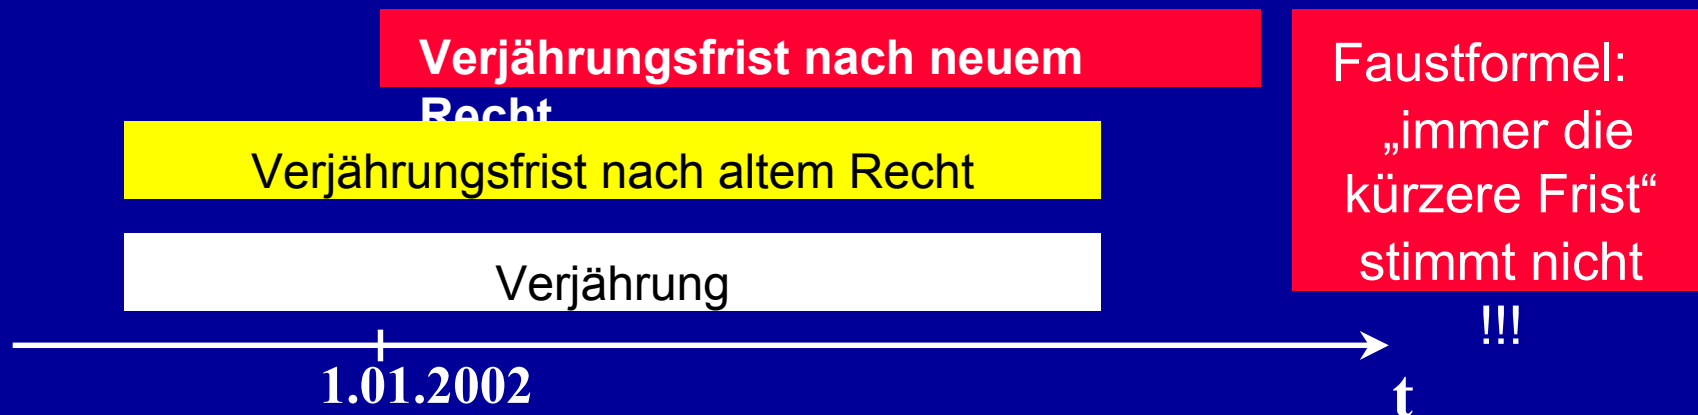 Verjährungsfrist nach neuem
Recht
Verjährungsfrist nach altem Recht
Verjährung
1.01.2002
t
Faustformel:
„immer die
kürzere Frist“
stimmt nicht
!!!